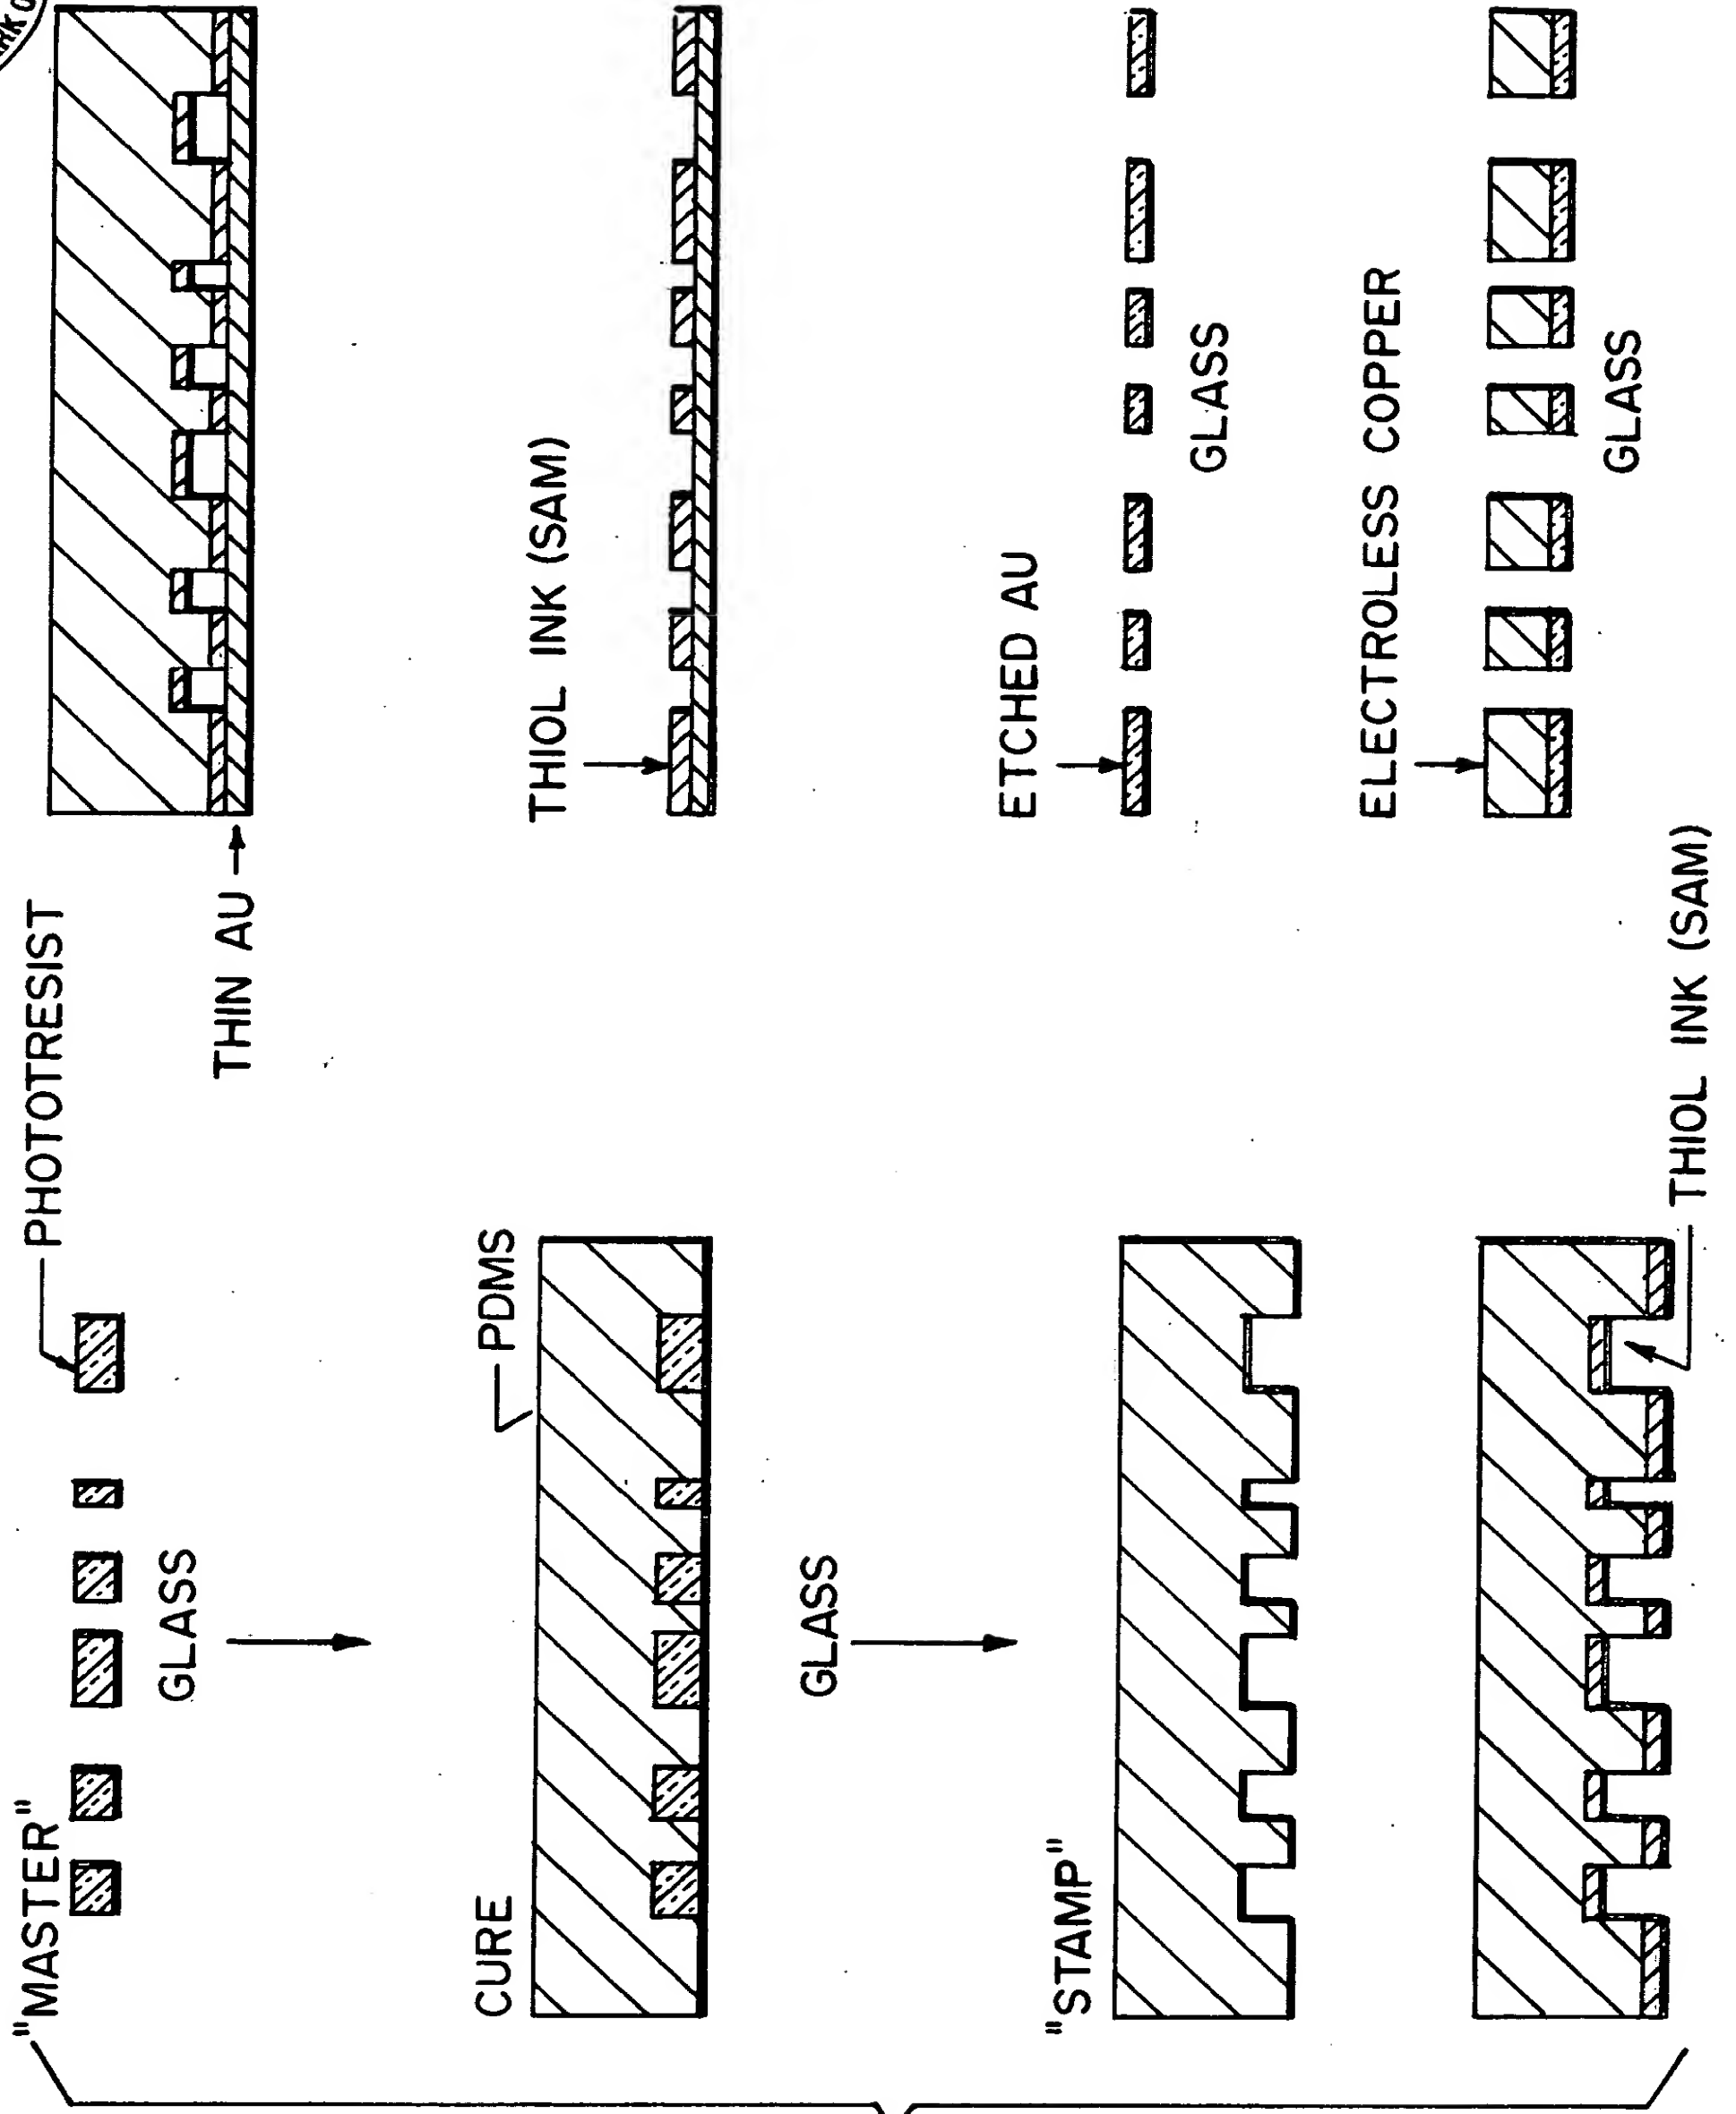 "MASTER"
PHOTOTRESIST
GLASS
CURE
PDMS
GLASS
"STAMP"
THIOL INK (SAM)
THIN AU
THIOL INK (SAM)
ETCHED AU
GLASS
ELECTROLESS COPPER
GLASS